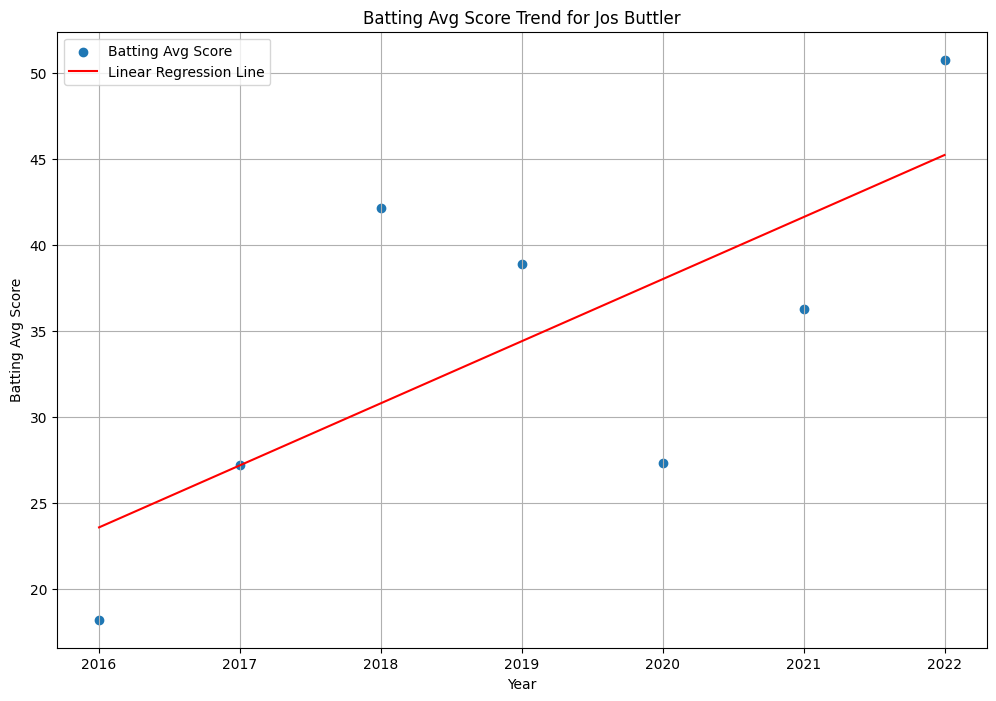 Batting Avg Score Trend for Jos Buttler
Batting Avg Score
Linear Regression Line
50
45
40
35
30
25
20
Batting Avg Score
2016 2017 2018 2019 2020 2021 2022
Year